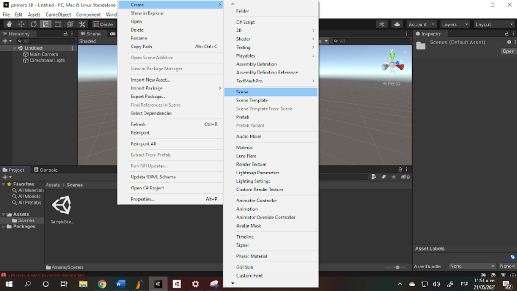 primero 3D - Untitled - PC, Mac & Linux Standalone
File Edit Assets GameObject Component Window
Account Layers Layout
Hierarchy
Scene
Inspector
Shaded
Untitled
Main Camera
Directional Light
Scenes (Default Asset)
Open
Create
Show in Explorer
Open
Delete
Rename
Copy Path Alt+Ctrl+C
Open Scene Additive
View in Package Manager
Import New Asset...
Import Package
Export Package...
Find References In Scene
Select Dependencies
Refresh Ctrl+R
Reimport
Reimport All
Extract From Prefab
Run API Updater...
Update UXML Schema
Open C# Project
Properties... Alt+P
Folder
C# Script
Shader
Testing
Playables
Assembly Definition
Assembly Definition Reference
TextMeshPro
Scene
Scene Template
Scene Template From Scene
Prefab
Prefab Variant
Audio Mixer
Material
Lens Flare
Render Texture
Lightmap Parameters
Lighting Settings
Custom Render Texture
Animator Controller
Animation
Animator Override Controller
Avatar Mask
Timeline
Signal
Physic Material
GUI Skin
Custom Font
Persp
Project
Console
Favorites
All Materials
All Models
All Prefabs
Assets
Scenes
Packages
Assets > Scenes
SampleSce...
Assets/Scenes
Asset Labels
AssetBundle None None
ESP